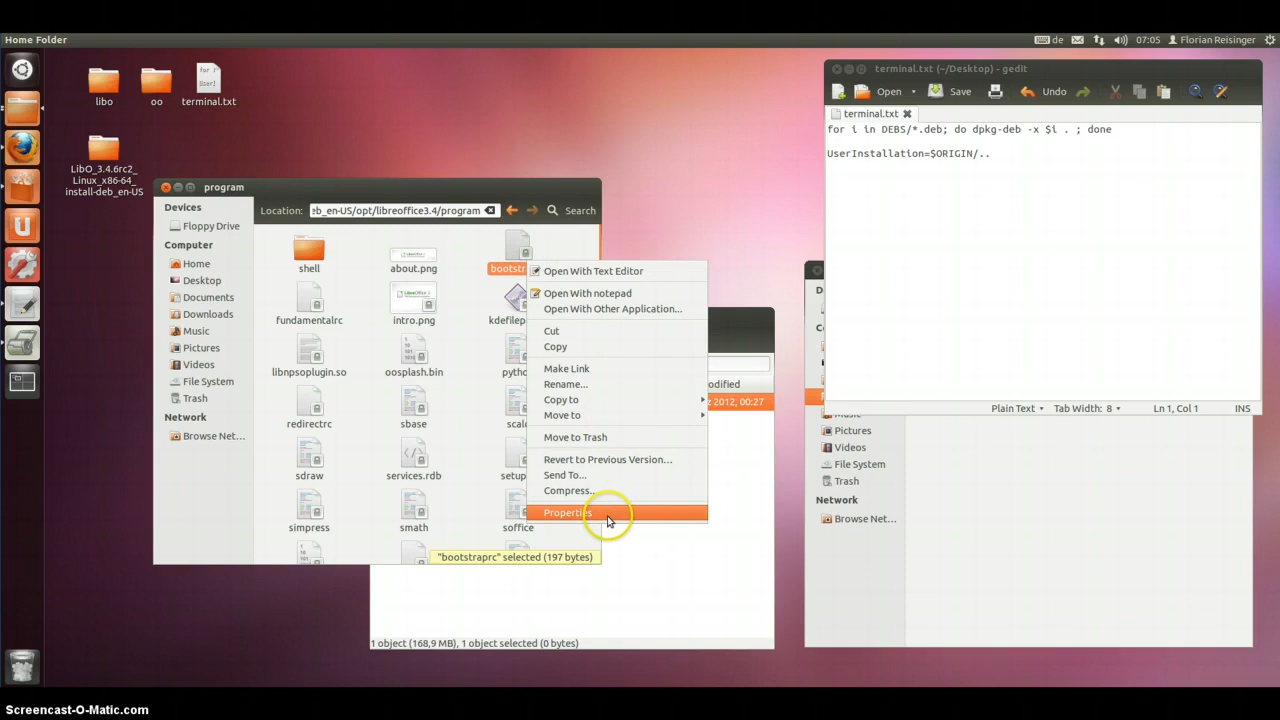 Home Folder
de
07:05
Florian Reisinger
libo
oo
terminal.txt
LibO_3.4.6rc2_
Linux_x86-64_
install-deb_en-US
program
Devices
Floppy Drive
Computer
Home
Desktop
Documents
Downloads
Music
Pictures
Videos
File System
Trash
Network
Browse Net...
Location:
eb_en-US/opt/libreoffice3.4/program
Search
shell
about.png
bootstr
fundamentalrc
intro.png
kdefilep
libnpsoplugin.so
oosplash.bin
pytho
redirectrc
sbase
scalc
sdraw
services.rdb
setup
simpress
smath
soffice
"bootstraprc" selected (197 bytes)
Open With Text Editor
Open With notepad
Open With Other Application...
Cut
Copy
Make Link
Rename...
Copy to
Move to
Move to Trash
Revert to Previous Version...
Send To...
Compress...
Properties
odified
2012, 00:27
1 object (168,9 MB), 1 object selected (0 bytes)
terminal.txt (~/Desktop) - gedit
Open
Save
Undo
terminal.txt
for i in DEBS/*.deb; do dpkg-deb -x $i . ; done
UserInstallation=$ORIGIN/..
Plain Text
Tab Width: 8
Ln 1, Col 1
INS
Pictures
Videos
File System
Trash
Network
Browse Net...
Screencast-O-Matic.com